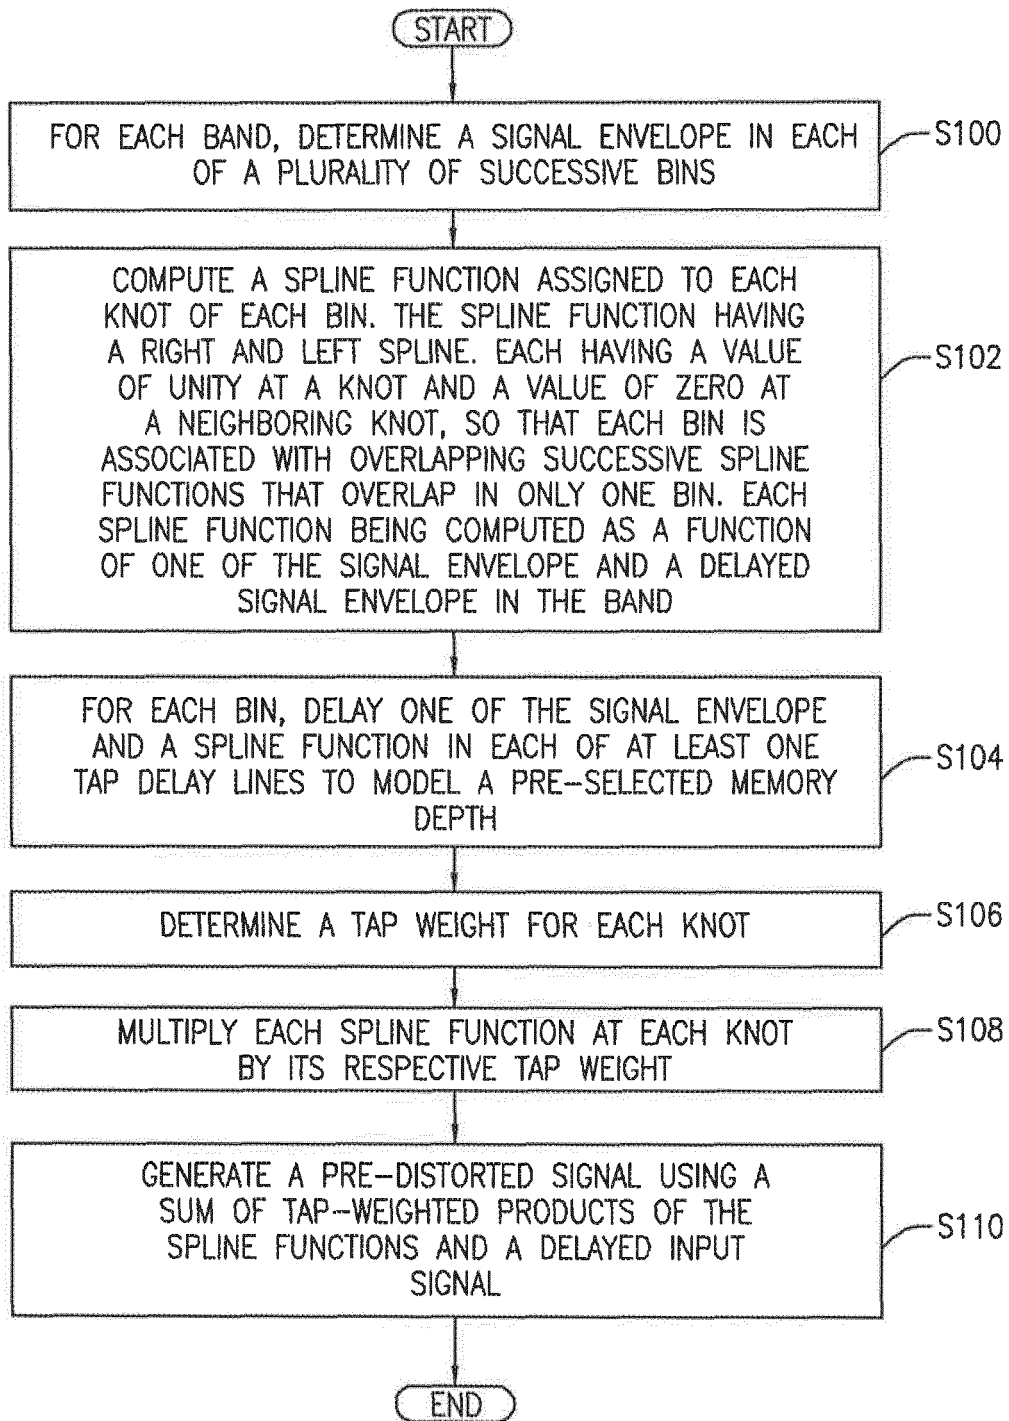 START
FOR EACH BAND, DETERMINE A SIGNAL ENVELOPE IN EACH
OF A PLURALITY OF SUCCESSIVE BINS
S100
COMPUTE A SPLINE FUNCTION ASSIGNED TO EACH
KNOT OF EACH BIN. THE SPLINE FUNCTION HAVING
A RIGHT AND LEFT SPLINE. EACH HAVING A VALUE
OF UNITY AT A KNOT AND A VALUE OF ZERO AT
A NEIGHBORING KNOT, SO THAT EACH BIN IS
ASSOCIATED WITH OVERLAPPING SUCCESSIVE SPLINE
FUNCTIONS THAT OVERLAP IN ONLY ONE BIN. EACH
SPLINE FUNCTION BEING COMPUTED AS A FUNCTION
OF ONE OF THE SIGNAL ENVELOPE AND A DELAYED
SIGNAL ENVELOPE IN THE BAND
S102
FOR EACH BIN, DELAY ONE OF THE SIGNAL ENVELOPE
AND A SPLINE FUNCTION IN EACH OF AT LEAST ONE
TAP DELAY LINES TO MODEL A PRE-SELECTED MEMORY
DEPTH
S104
DETERMINE A TAP WEIGHT FOR EACH KNOT
S106
MULTIPLY EACH SPLINE FUNCTION AT EACH KNOT
BY ITS RESPECTIVE TAP WEIGHT
S108
GENERATE A PRE-DISTORTED SIGNAL USING A
SUM OF TAP-WEIGHTED PRODUCTS OF THE
SPLINE FUNCTIONS AND A DELAYED INPUT
SIGNAL
S110
END